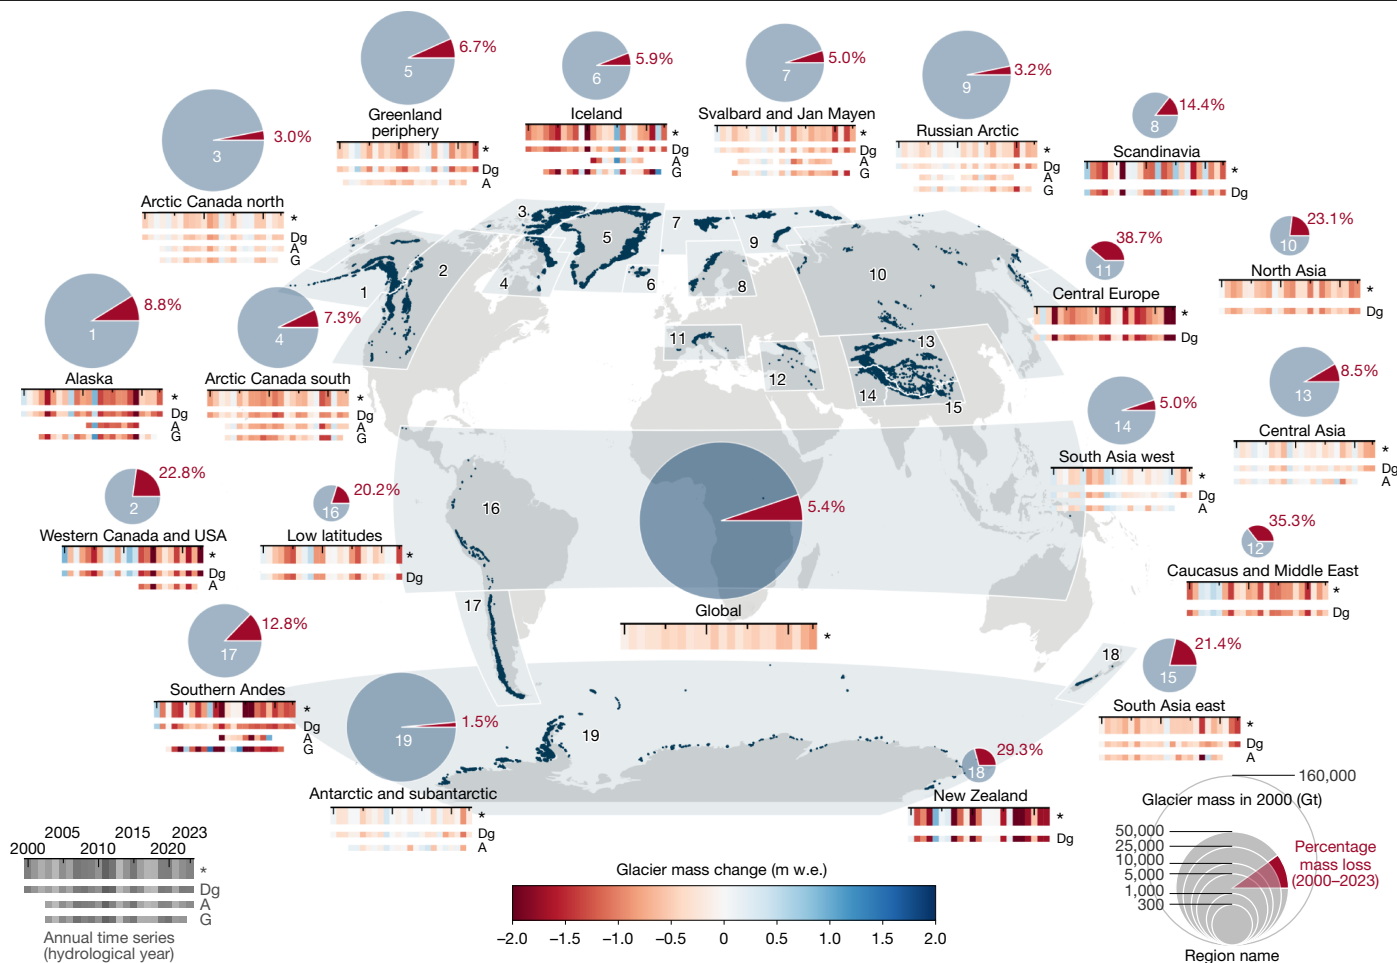 6.7%
5
Greenland
periphery
*
Dg
A
5.9%
6
Iceland
*
Dg
A
G
5.0%
7
Svalbard and Jan Mayen
*
Dg
A
G
3.2%
9
Russian Arctic
*
Dg
A
G
14.4%
8
Scandinavia
*
Dg
3.0%
3
Arctic Canada north
*
Dg
A
G
38.7%
11
Central Europe
*
Dg
23.1%
10
North Asia
*
Dg
8.8%
1
Alaska
*
Dg
A
G
7.3%
4
Arctic Canada south
*
Dg
A
G
3
5
7
9
2
1
4
6
8
10
11
12
13
14
15
16
17
18
19
5.0%
14
South Asia west
*
Dg
A
8.5%
13
Central Asia
*
Dg
A
22.8%
2
Western Canada and USA
*
Dg
A
20.2%
16
Low latitudes
*
Dg
5.4%
Global
*
35.3%
12
Caucasus and Middle East
*
Dg
12.8%
17
Southern Andes
*
Dg
A
G
1.5%
19
Antarctic and subantarctic
*
Dg
A
21.4%
15
South Asia east
*
Dg
A
29.3%
18
New Zealand
*
Dg
2005 2015 2023
2000 2010 2020
*
Dg
A
G
Annual time series
(hydrological year)
Glacier mass change (m w.e.)
−2.0 −1.5 −1.0 −0.5 0 0.5 1.0 1.5 2.0
160,000
Glacier mass in 2000 (Gt)
50,000
25,000
10,000
5,000
1,000
300
Percentage
mass loss
(2000–2023)
Region name